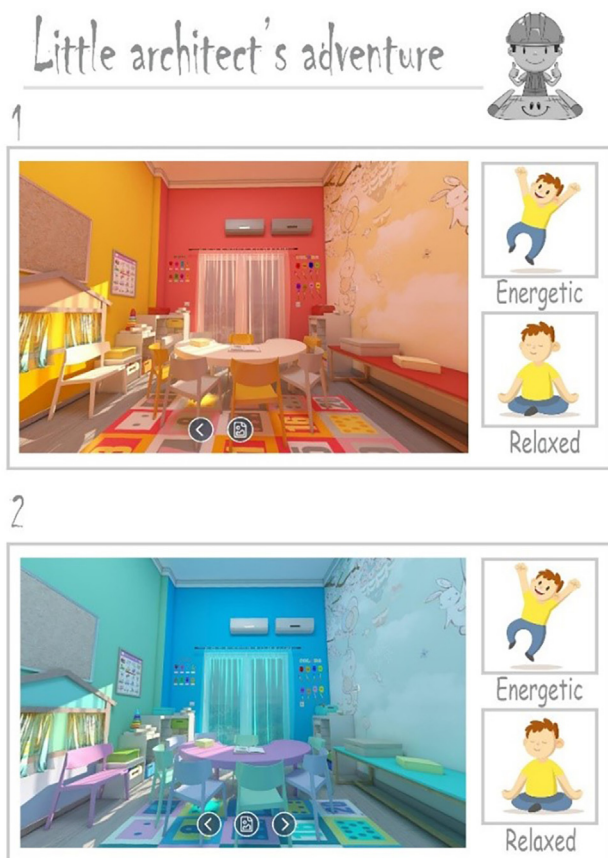 Little architect's adventure
1
Energetic
Relaxed
2
Energetic
Relaxed